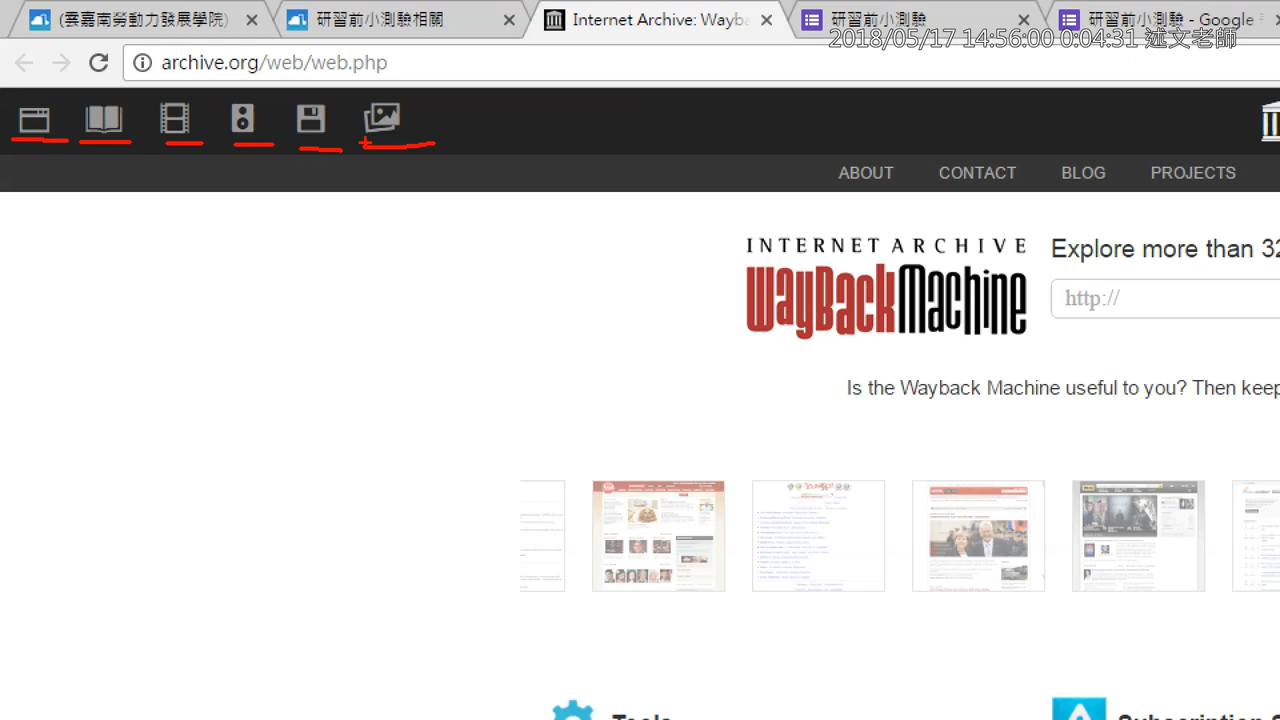 (雲嘉南勞動力發展學院)
研習前小測驗相關
Internet Archive: Wayba
研習前小測驗
研習前小測驗 - Google
2018/05/17 14:56:00 0:04:31 述文老師
archive.org/web/web.php
ABOUT CONTACT BLOG PROJECTS
INTERNET ARCHIVE
WayBackMachine
Explore more than 32
http://
Is the Wayback Machine useful to you? Then keep
Tools
Subscription S